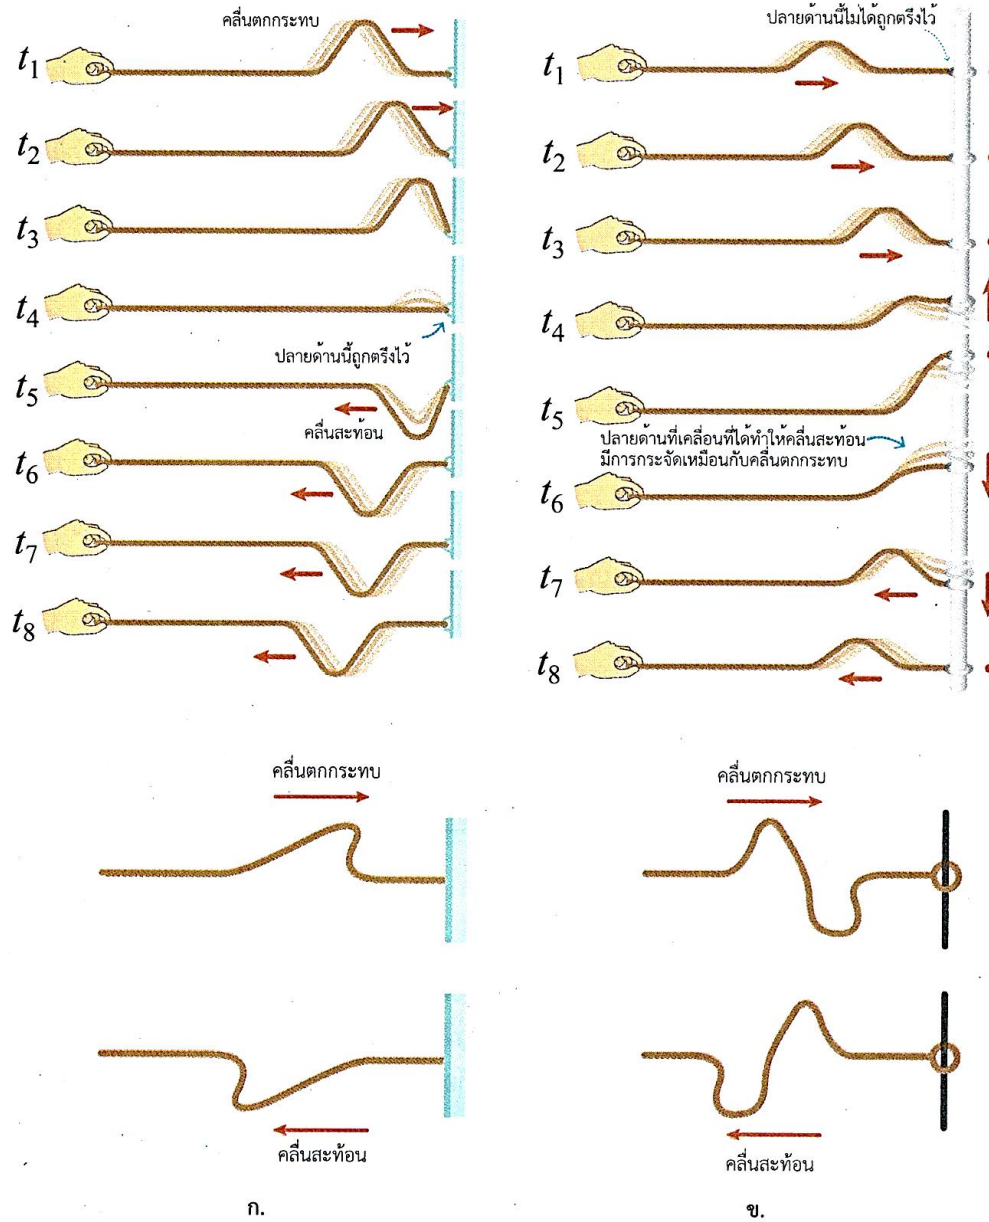 คลื่นตกกระทบ
t1
t2
t3
t4
ปลายด้านนี้ถูกตรึงไว้
t5
คลื่นสะท้อน
t6
t7
t8
คลื่นตกกระทบ
คลื่นสะท้อน
ก.
ปลายด้านนี้ไม่ได้ถูกตรึงไว้
t1
t2
t3
t4
t5
ปลายด้านที่เคลื่อนที่ได้ทำให้คลื่นสะท้อน
มีการกระจัดเหมือนกับคลื่นตกกระทบ
t6
t7
t8
คลื่นตกกระทบ
คลื่นสะท้อน
ข.